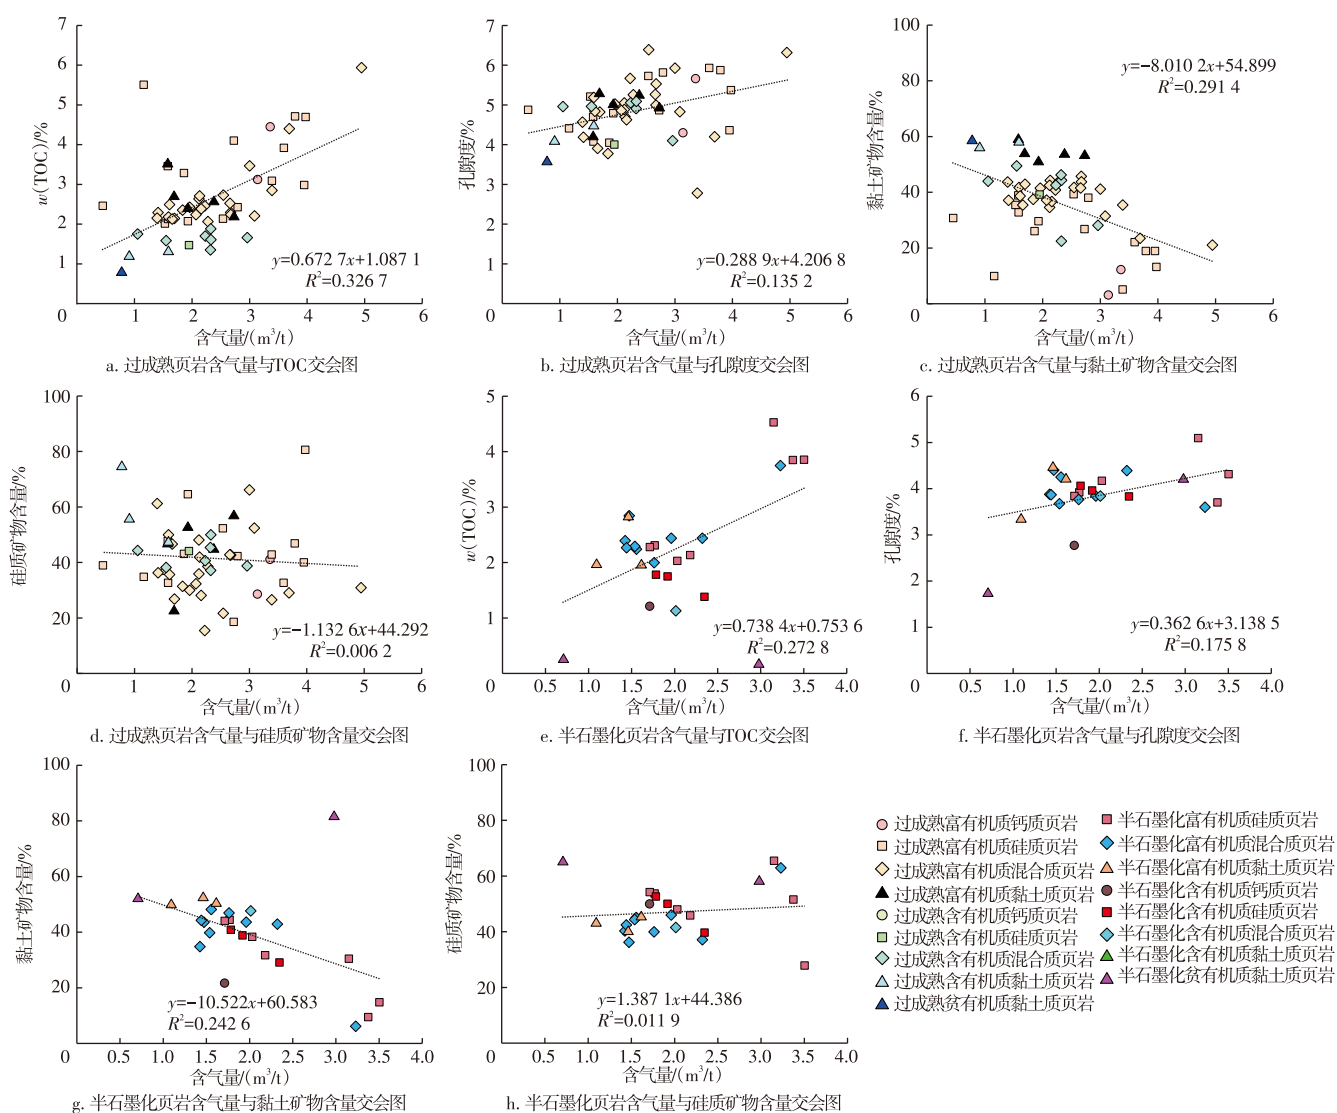 7
6
5
4
3
2
1
0
1
2
3
4
5
6
w(TOC)/%
含气量/(m³/t)
y=0.672 7x+1.087 1
R²=0.326 7
a. 过成熟页岩含气量与TOC交会图
7
6
5
4
3
2
1
0
1
2
3
4
5
6
孔隙度/%
含气量/(m³/t)
y=0.288 9x+4.206 8
R²=0.135 2
b. 过成熟页岩含气量与孔隙度交会图
100
80
60
40
20
0
1
2
3
4
5
6
黏土矿物含量/%
含气量/(m³/t)
y=−8.010 2x+54.899
R²=0.291 4
c. 过成熟页岩含气量与黏土矿物含量交会图
100
80
60
40
20
0
1
2
3
4
5
6
硅质矿物含量/%
含气量/(m³/t)
y=−1.132 6x+44.292
R²=0.006 2
d. 过成熟页岩含气量与硅质矿物含量交会图
5
4
3
2
1
0
0.5
1.0
1.5
2.0
2.5
3.0
3.5
4.0
w(TOC)/%
含气量/(m³/t)
y=0.738 4x+0.753 6
R²=0.272 8
e. 半石墨化页岩含气量与TOC交会图
6
5
4
3
2
1
0
0.5
1.0
1.5
2.0
2.5
3.0
3.5
4.0
孔隙度/%
含气量/(m³/t)
y=0.362 6x+3.138 5
R²=0.175 8
f. 半石墨化页岩含气量与孔隙度交会图
100
80
60
40
20
0
0.5
1.0
1.5
2.0
2.5
3.0
3.5
4.0
黏土矿物含量/%
含气量/(m³/t)
y=−10.522x+60.583
R²=0.242 6
g. 半石墨化页岩含气量与黏土矿物含量交会图
100
80
60
40
20
0
0.5
1.0
1.5
2.0
2.5
3.0
3.5
4.0
硅质矿物含量/%
含气量/(m³/t)
y=1.387 1x+44.386
R²=0.011 9
h. 半石墨化页岩含气量与硅质矿物含量交会图
过成熟富有机质钙质页岩
过成熟富有机质硅质页岩
过成熟富有机质混合质页岩
过成熟富有机质黏土质页岩
过成熟含有机质钙质页岩
过成熟含有机质硅质页岩
过成熟含有机质混合质页岩
过成熟含有机质黏土质页岩
过成熟贫有机质黏土质页岩
半石墨化富有机质硅质页岩
半石墨化富有机质混合质页岩
半石墨化富有机质黏土质页岩
半石墨化含有机质钙质页岩
半石墨化含有机质硅质页岩
半石墨化含有机质混合质页岩
半石墨化含有机质黏土质页岩
半石墨化贫有机质黏土质页岩